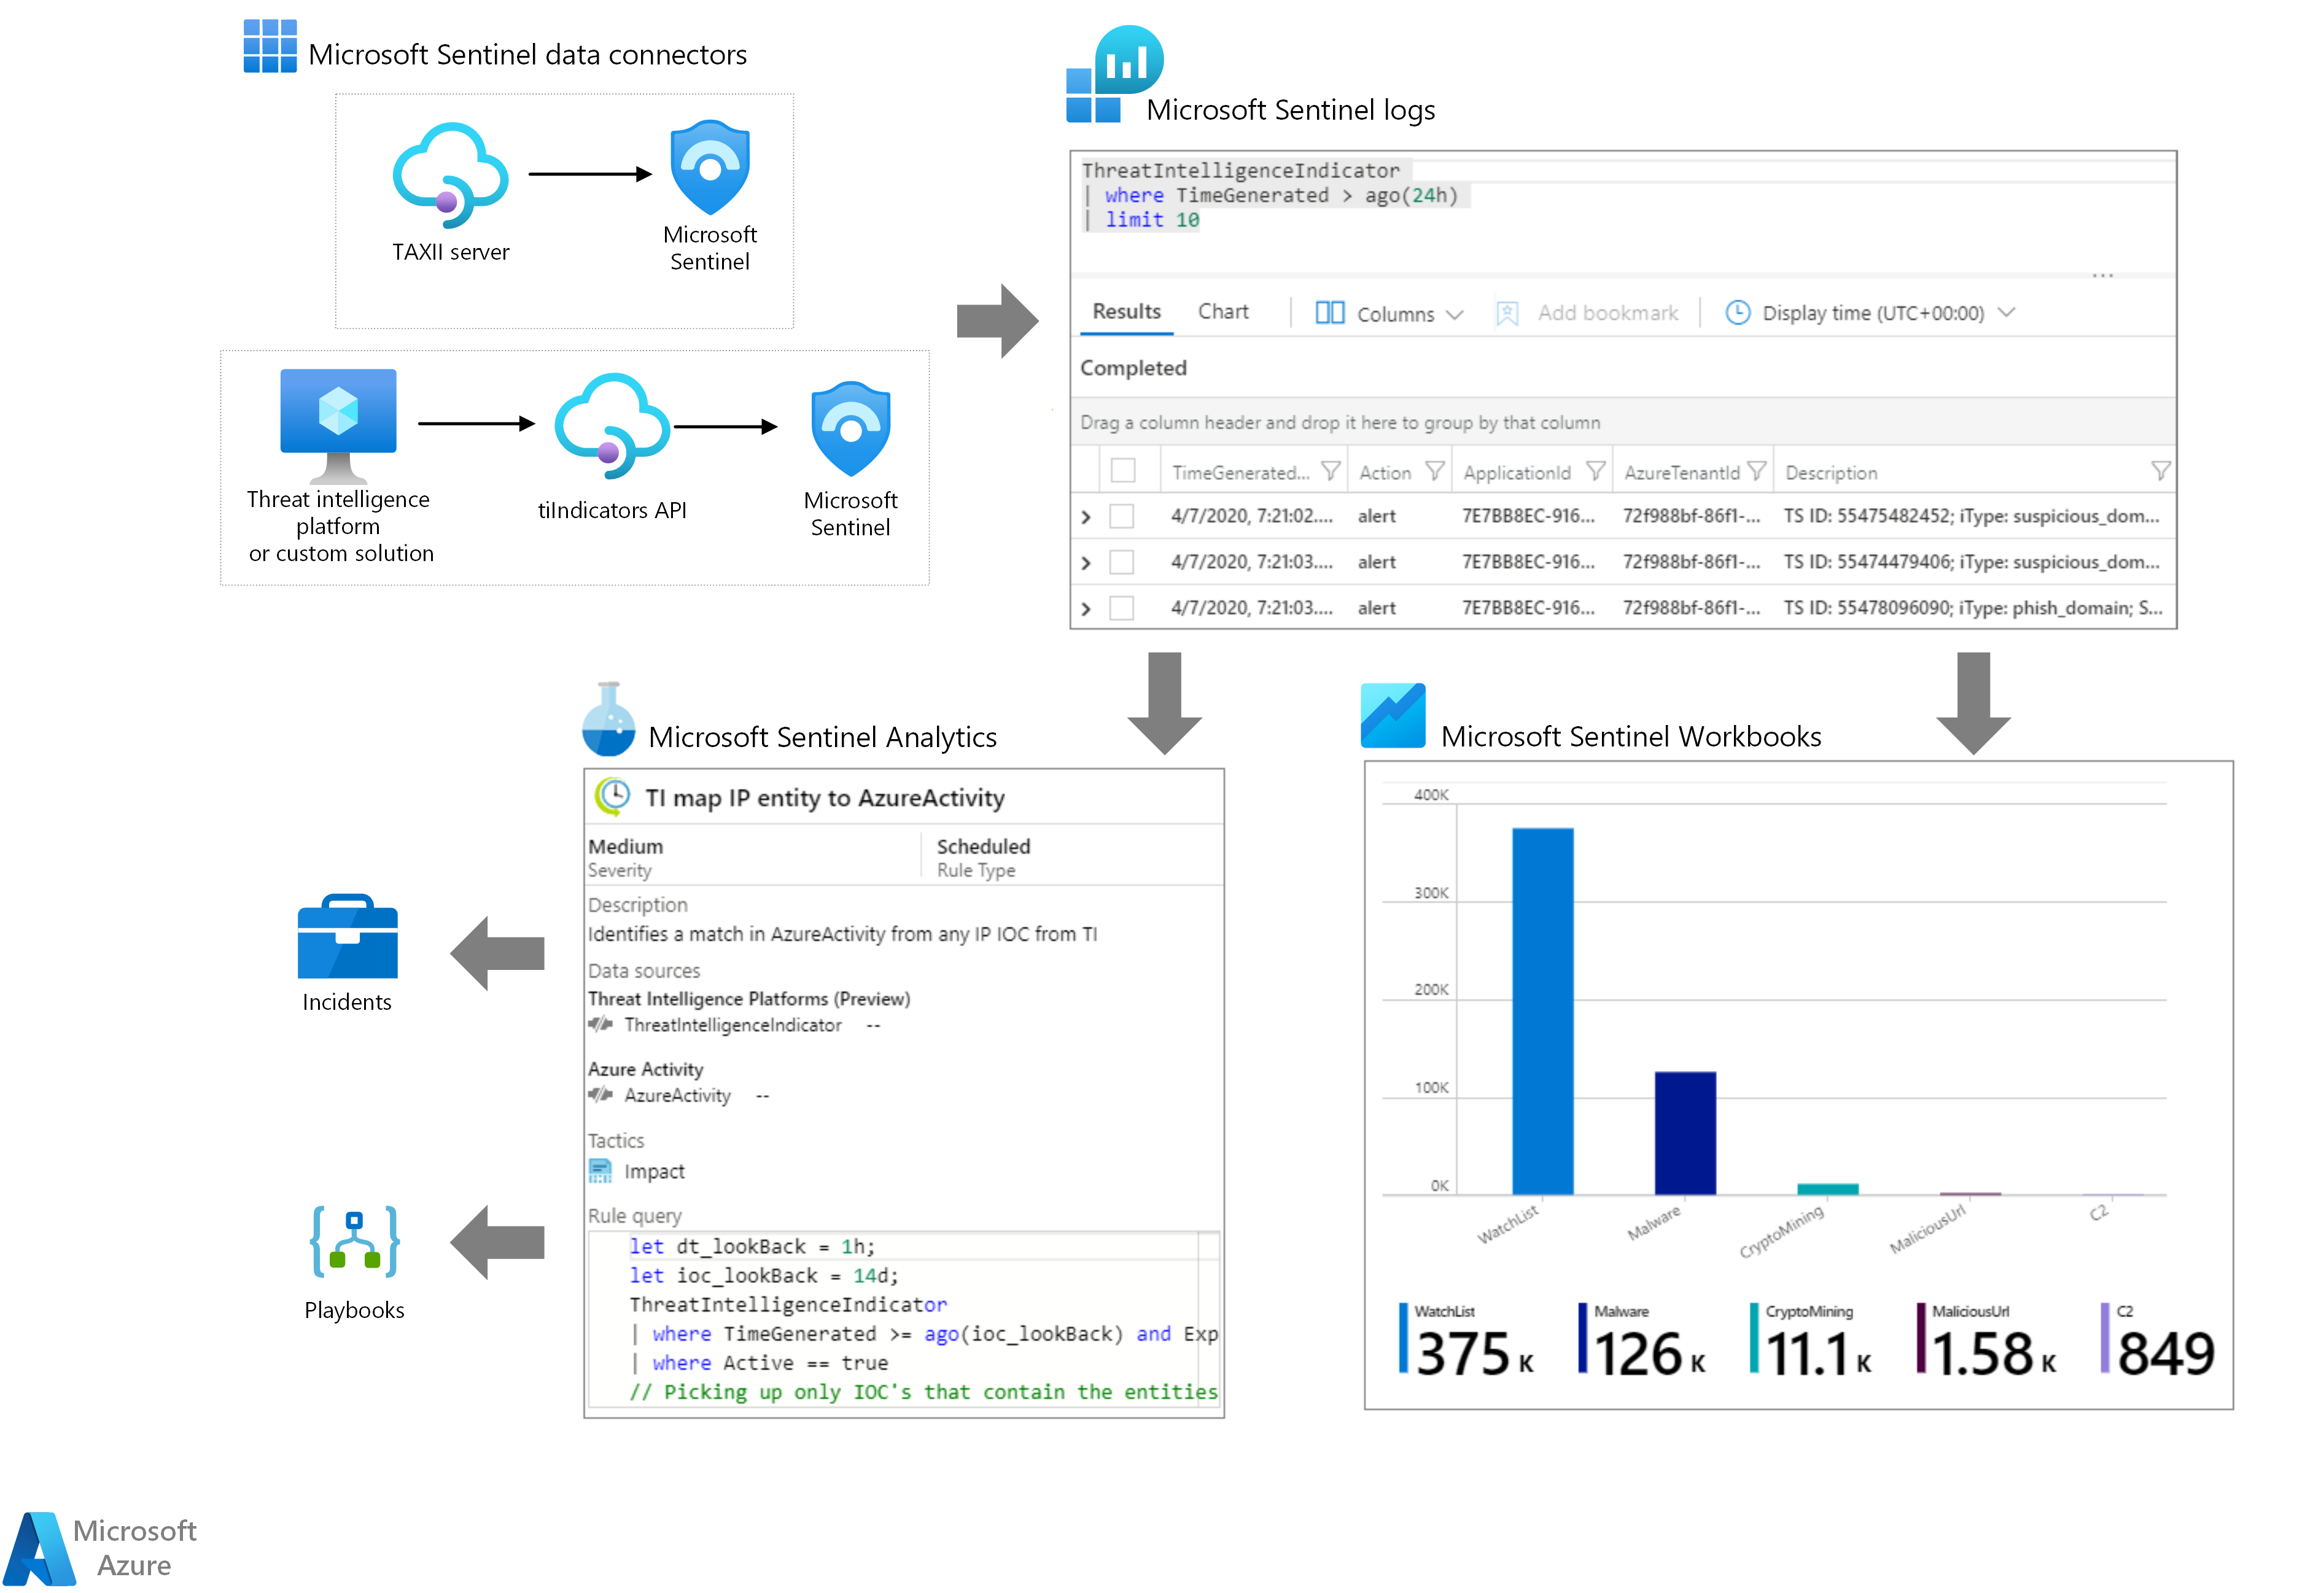 Microsoft Sentinel data connectors
TAXII server
Microsoft
Sentinel
Threat intelligence
platform
or custom solution
tiIndicators API
Microsoft
Sentinel
Microsoft Sentinel logs
ThreatIntelligenceIndicator
| where TimeGenerated > ago(24h)
| limit 10
...
Results Chart Columns Add bookmark Display time (UTC+00:00)
Completed
Drag a column header and drop it here to group by that column
TimeGenerated... Action ApplicationId AzureTenantId Description
4/7/2020, 7:21:02.... alert 7E7BB8EC-916... 72f988bf-86f1-... TS ID: 55475482452; iType: suspicious_dom...
4/7/2020, 7:21:03.... alert 7E7BB8EC-916... 72f988bf-86f1-... TS ID: 55474479406; iType: suspicious_dom...
4/7/2020, 7:21:03.... alert 7E7BB8EC-916... 72f988bf-86f1-... TS ID: 55478096090; iType: phish_domain; S...
Microsoft Sentinel Analytics
TI map IP entity to AzureActivity
Medium Scheduled
Severity Rule Type
Description
Identifies a match in AzureActivity from any IP IOC from TI
Data sources
Threat Intelligence Platforms (Preview)
ThreatIntelligenceIndicator --
Azure Activity
AzureActivity --
Tactics
Impact
Rule query
let dt_lookBack = 1h;
let ioc_lookBack = 14d;
ThreatIntelligenceIndicator
| where TimeGenerated >= ago(ioc_lookBack) and Exp
| where Active == true
// Picking up only IOC's that contain the entities
Incidents
Playbooks
Microsoft Sentinel Workbooks
400K
300K
200K
100K
0K
WatchList Malware CryptoMining MaliciousUrl C2
WatchList Malware CryptoMining MaliciousUrl C2
375 K 126 K 11.1 K 1.58 K 849
Microsoft
Azure